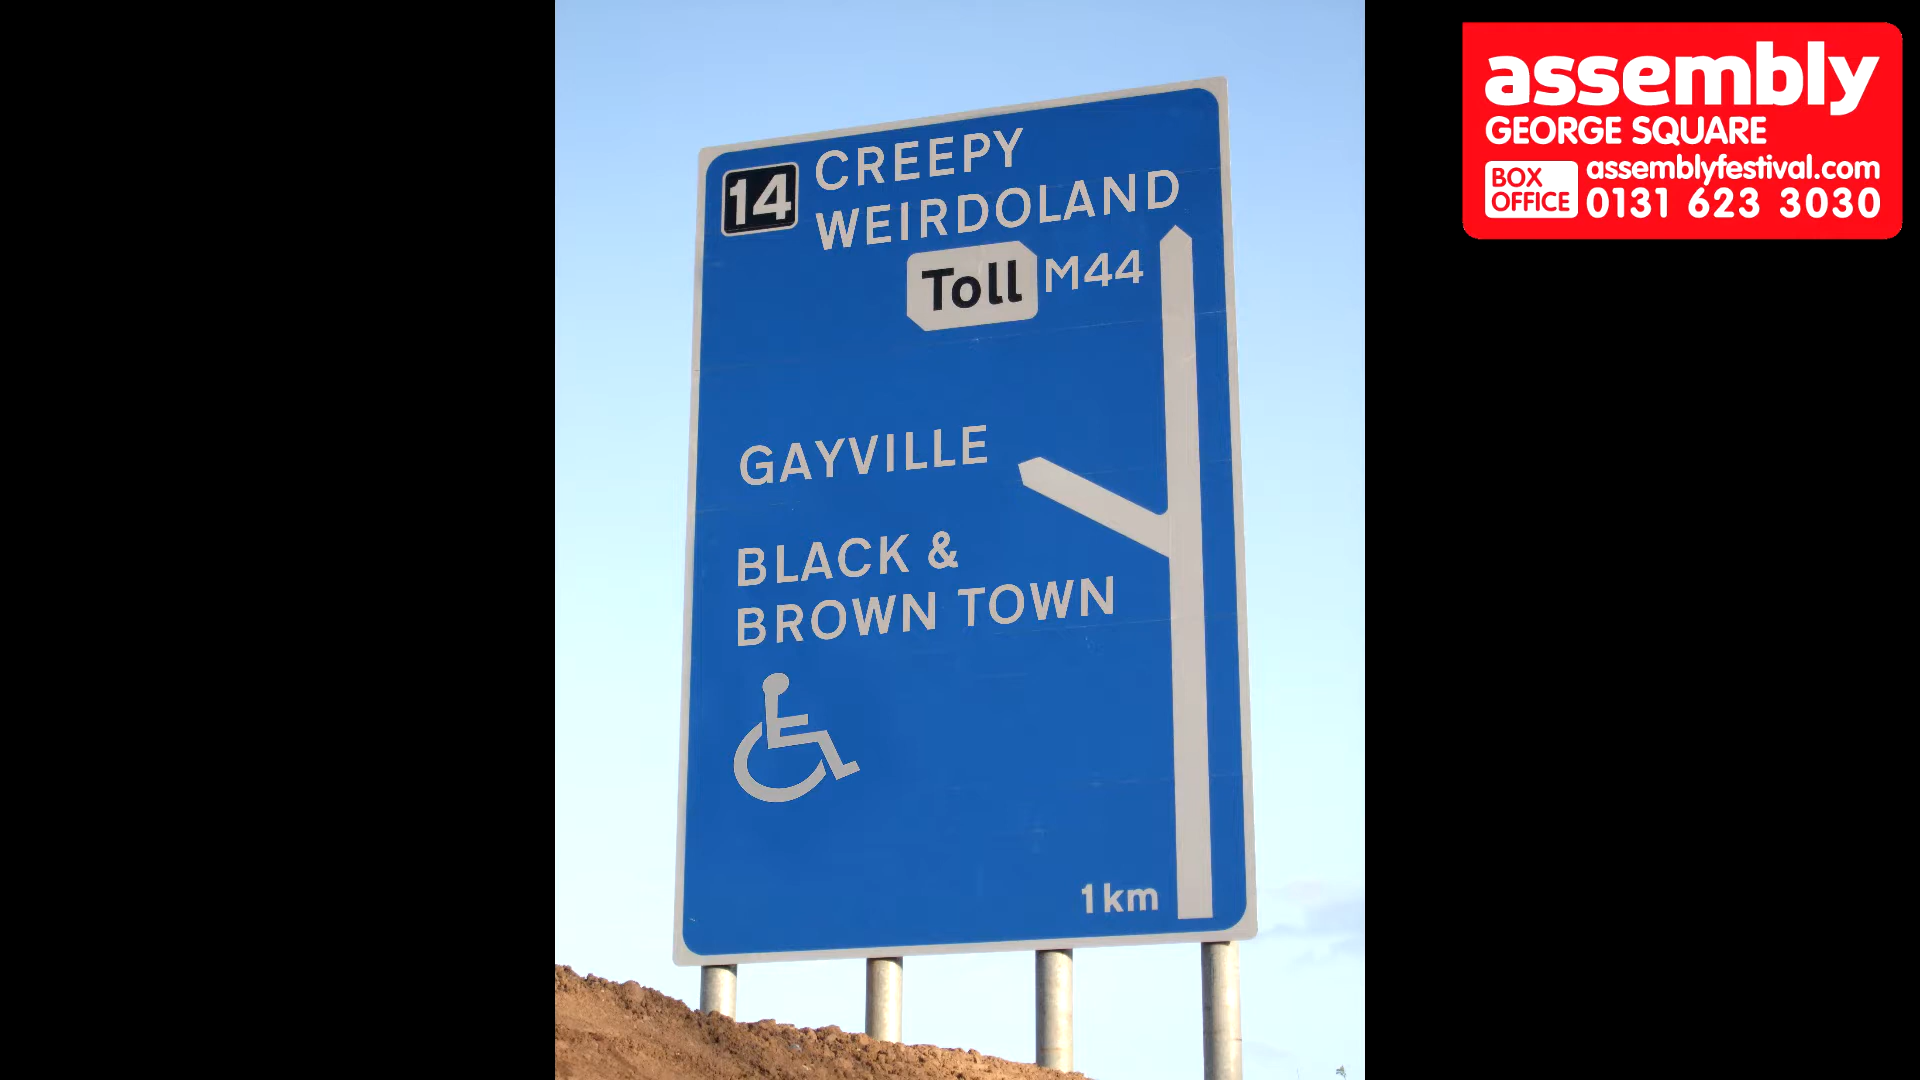 14
CREEPY
WEIRDOLAND
Toll M44
GAYVILLE
BLACK &
BROWN TOWN
1km
assembly
GEORGE SQUARE
BOX
OFFICE
assemblyfestival.com
0131 623 3030